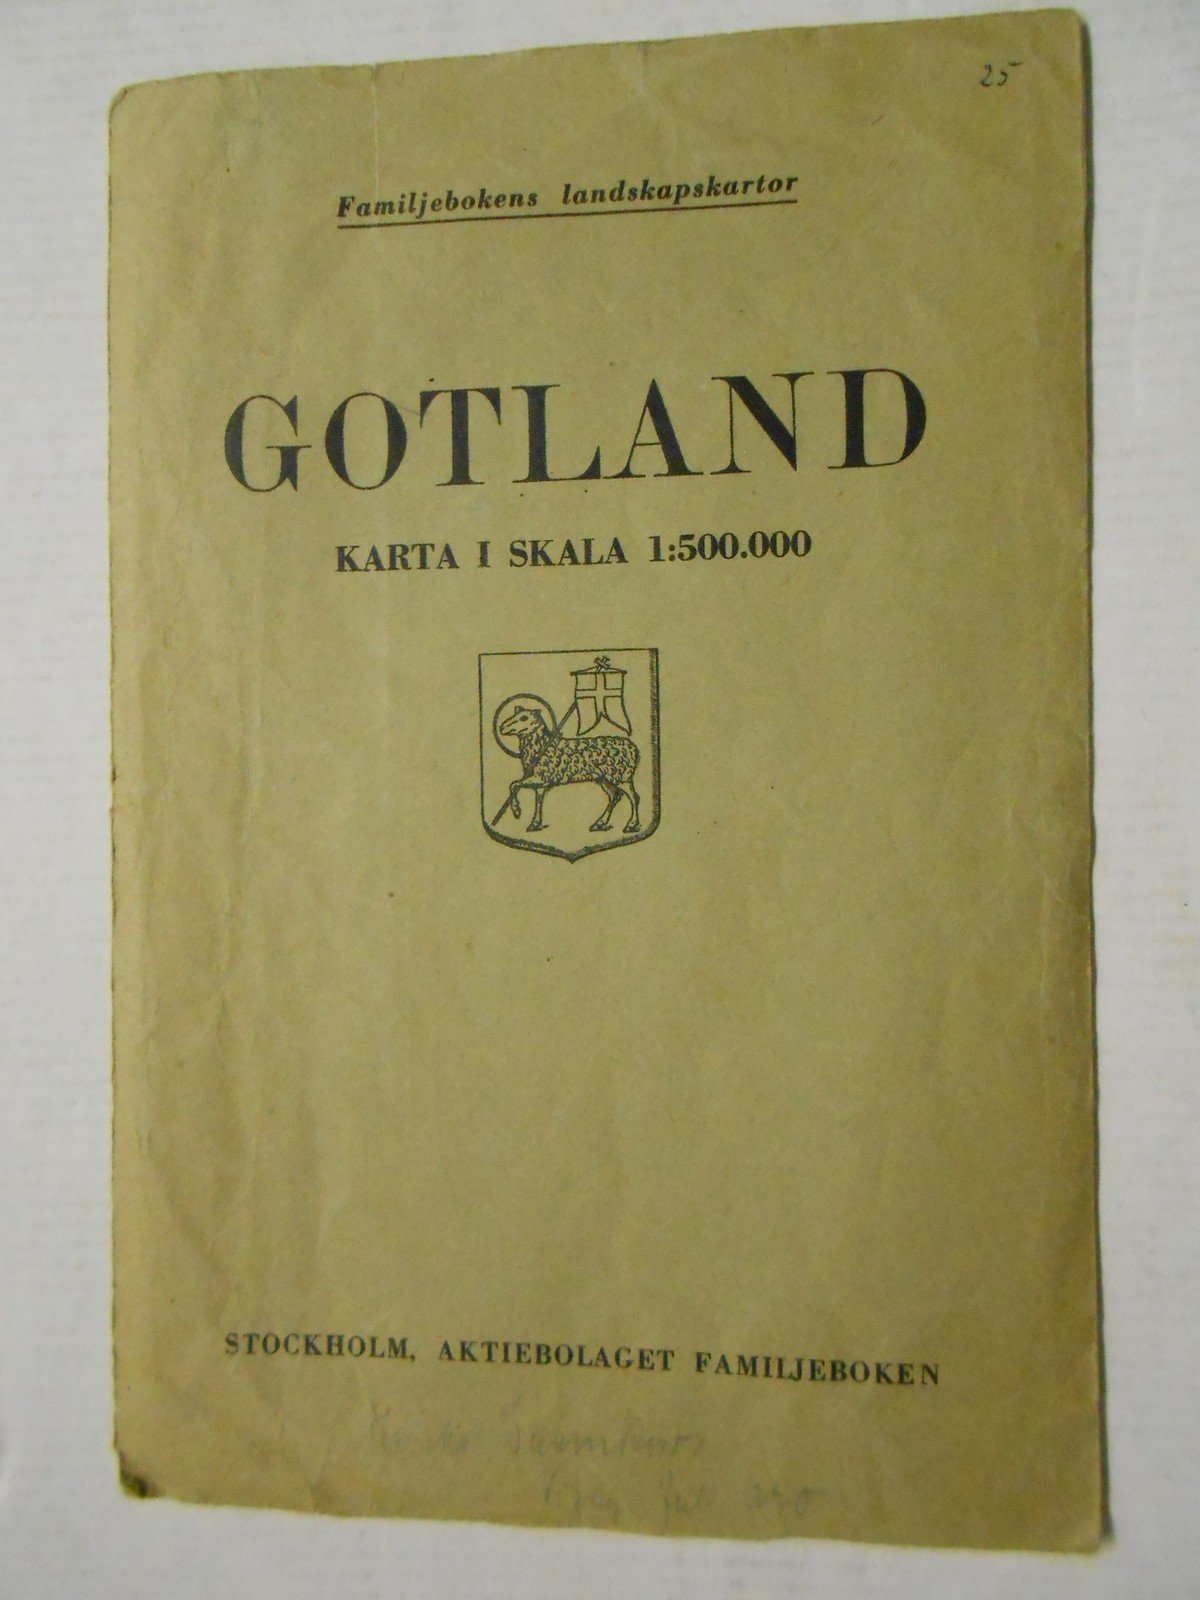 25
Familjebokens landskapskartor
GOTLAND
KARTA I SKALA 1:500.000
STOCKHOLM, AKTIEBOLAGET FAMILJEBOKEN